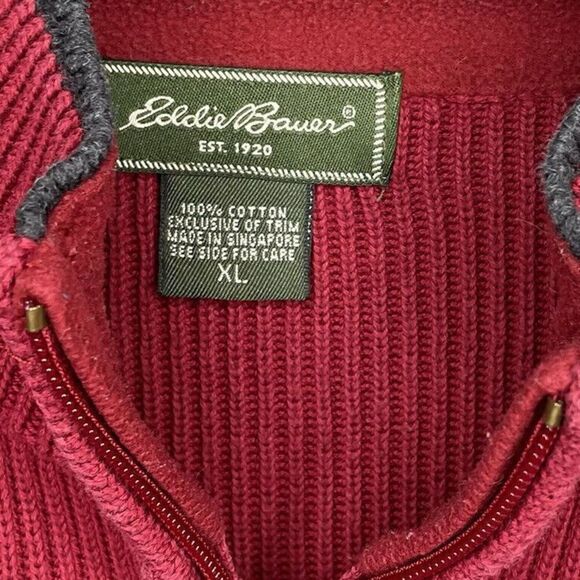 Eddie Bauer®
EST. 1920
100% COTTON
EXCLUSIVE OF TRIM
MADE IN SINGAPORE
SEE SIDE FOR CARE
XL